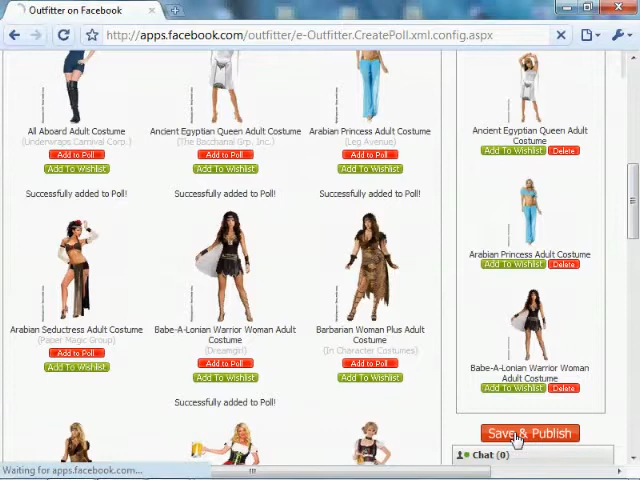 Outfitter on Facebook
http://apps.facebook.com/outfitter/e-Outfitter.CreatePoll.xml.config.aspx
All Aboard Adult Costume
(Underwraps Carnival Corp.)
Add to Poll
Add To Wishlist
Successfully added to Poll!
Ancient Egyptian Queen Adult Costume
(The Bacchanal Grp, Inc.)
Add to Poll
Add To Wishlist
Successfully added to Poll!
Arabian Princess Adult Costume
(Leg Avenue)
Add to Poll
Add To Wishlist
Successfully added to Poll!
Arabian Seductress Adult Costume
(Paper Magic Group)
Add to Poll
Add To Wishlist
Babe-A-Lonian Warrior Woman Adult
Costume
(Dreamgirl)
Add to Poll
Add To Wishlist
Successfully added to Poll!
Barbarian Woman Plus Adult
Costume
(In Character Costumes)
Add to Poll
Add To Wishlist
Ancient Egyptian Queen Adult
Costume
Add To Wishlist Delete
Arabian Princess Adult Costume
Add To Wishlist Delete
Babe-A-Lonian Warrior Woman
Adult Costume
Add To Wishlist Delete
Save & Publish
Chat (0)
Waiting for apps.facebook.com...